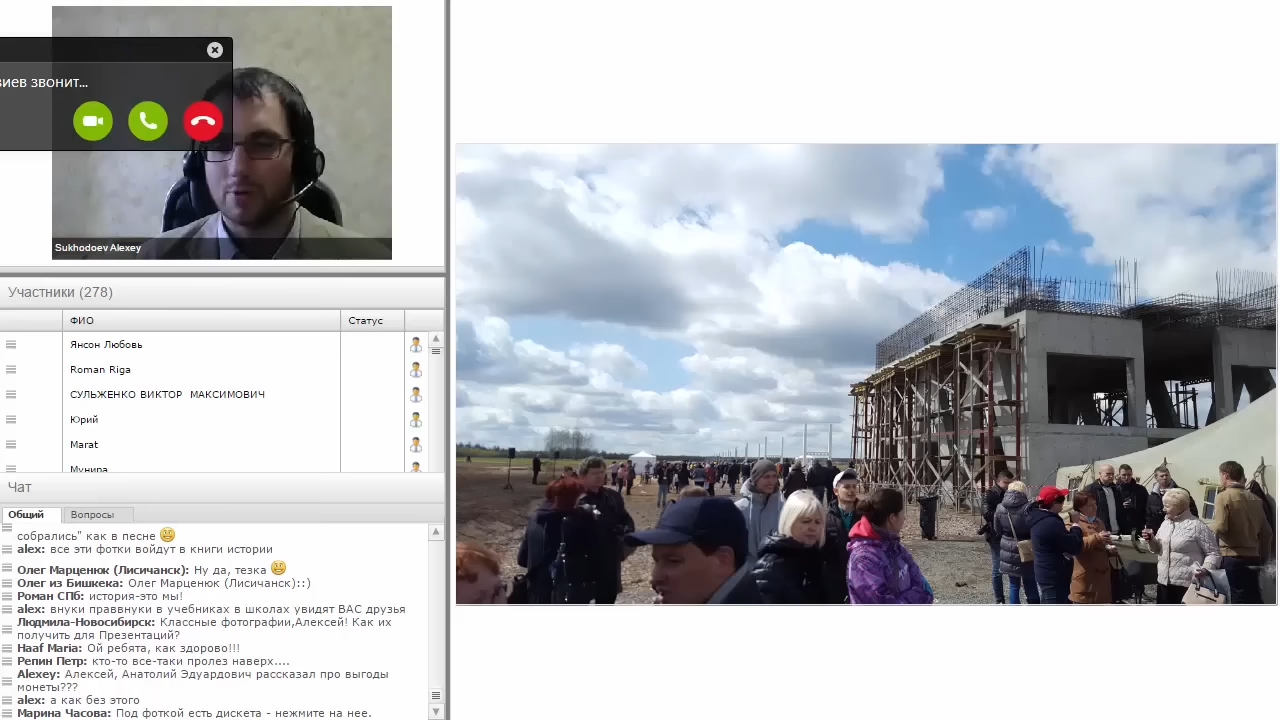 звонит...
Sukhodoev Alexey
Участники (278)
ФИО
Статус
Янсон Любовь
Roman Riga
СУЛЬЖЕНКО ВИКТОР МАКСИМОВИЧ
Юрий
Marat
Мунира
Чат
Общий
Вопросы
собрались" как в песне
alex: все эти фотки войдут в книги истории
Олег Марценюк (Лисичанск): Ну да, тезка
Олег из Бишкека: Олег Марценюк (Лисичанск)::)
Роман СПб: история-это мы!
alex: внуки праввнуки в учебниках в школах увидят ВАС друзья
Людмила-Новосибирск: Классные фотографии,Алексей! Как их
получить для Презентаций?
Haaf Maria: Ой ребята, как здорово!!!
Репин Петр: кто-то все-таки пролез наверх....
Alexey: Алексей, Анатолий Эдуардович рассказал про выгоды
монеты???
alex: а как без этого
Марина Часова: Под фоткой есть дискета - нежмите на нее.